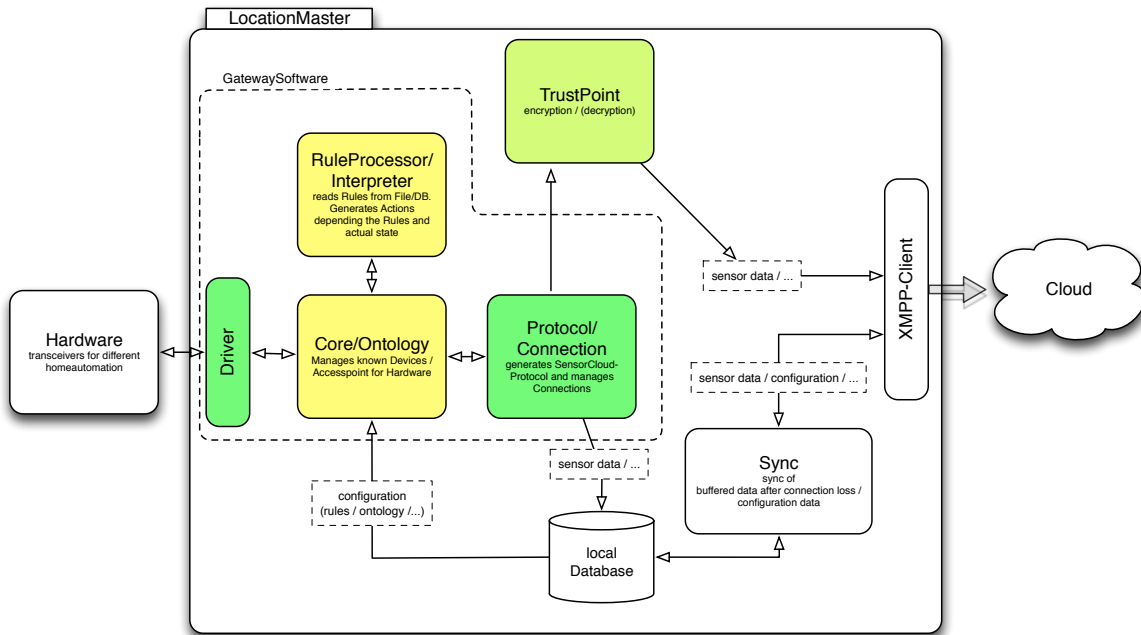 LocationMaster
GatewaySoftware
TrustPoint
encryption / (decryption)
RuleProcessor/
Interpreter
reads Rules from File/DB.
Generates Actions
depending the Rules and
actual state
sensor data / ...
XMPP-Client
Cloud
Hardware
transceivers for different
homeautomation
Driver
Core/Ontology
Manages known Devices /
Accesspoint for Hardware
Protocol/
Connection
generates SensorCloud-
Protocol and manages
Connections
sensor data / configuration / ...
sensor data / ...
Sync
sync of
buffered data after connection loss /
configuration data
configuration
(rules / ontology /...)
local
Database